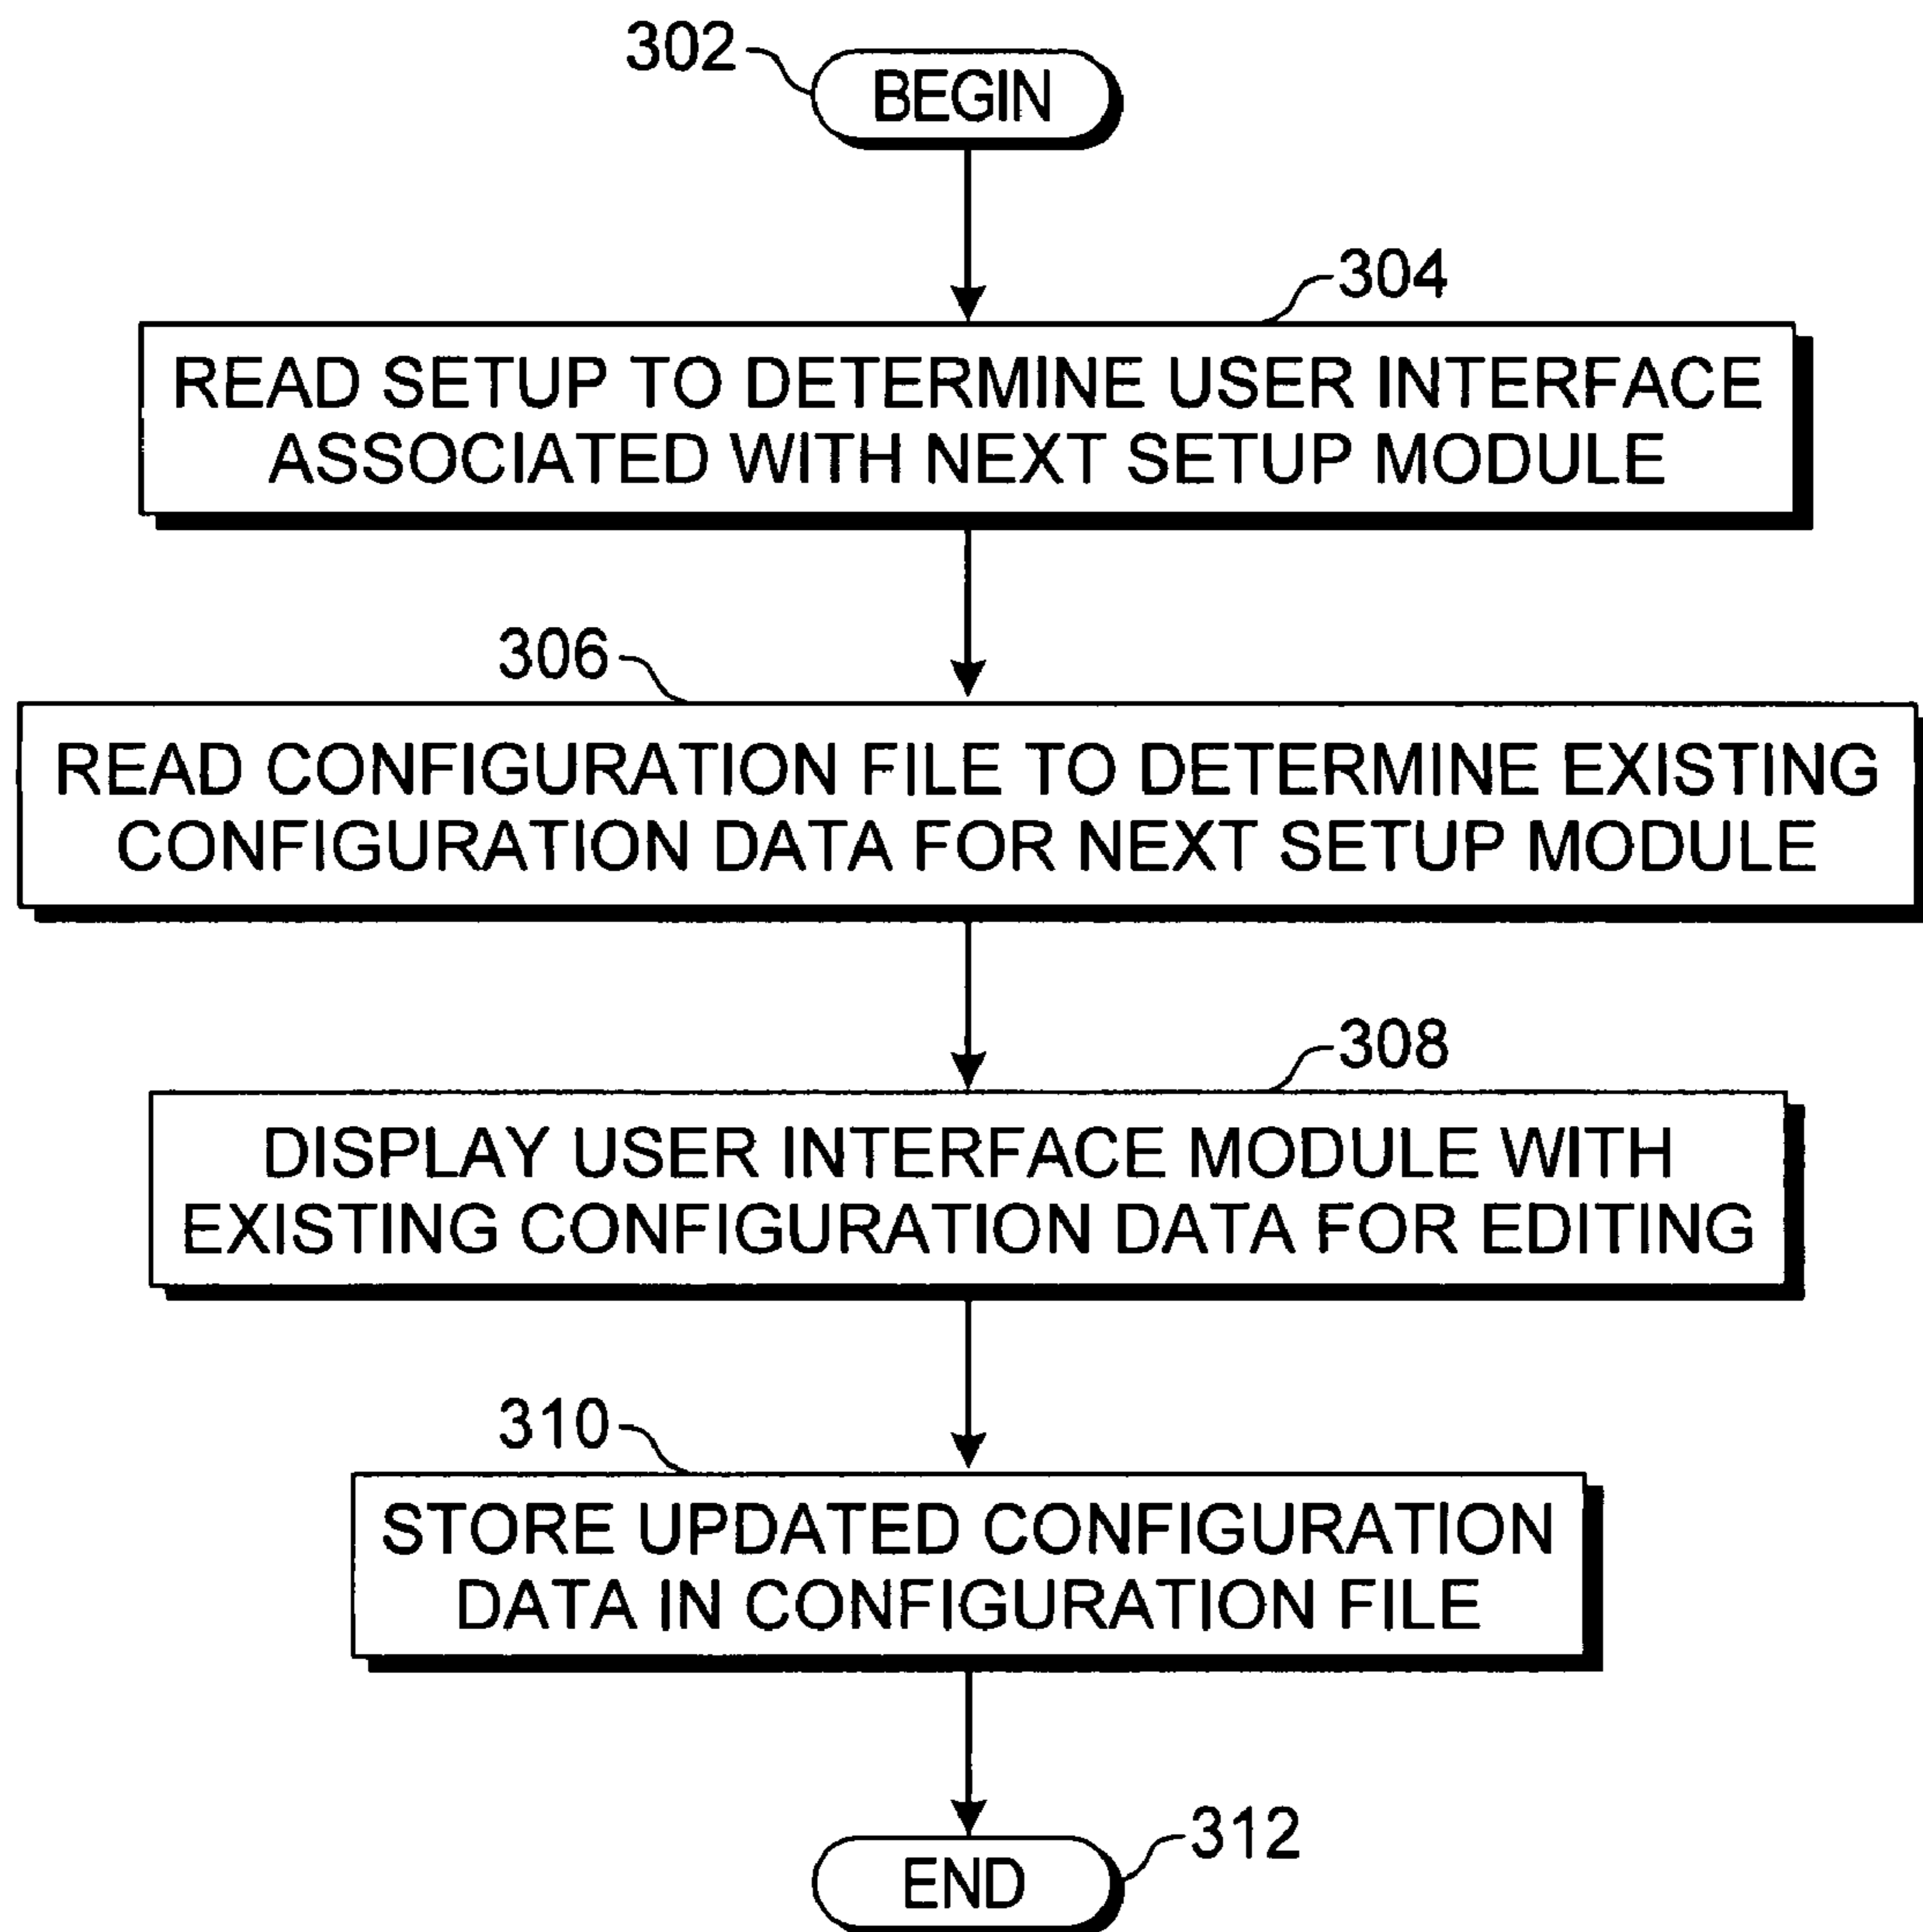 302
BEGIN
304
READ SETUP TO DETERMINE USER INTERFACE
ASSOCIATED WITH NEXT SETUP MODULE
306
READ CONFIGURATION FILE TO DETERMINE EXISTING
CONFIGURATION DATA FOR NEXT SETUP MODULE
308
DISPLAY USER INTERFACE MODULE WITH
EXISTING CONFIGURATION DATA FOR EDITING
310
STORE UPDATED CONFIGURATION
DATA IN CONFIGURATION FILE
312
END